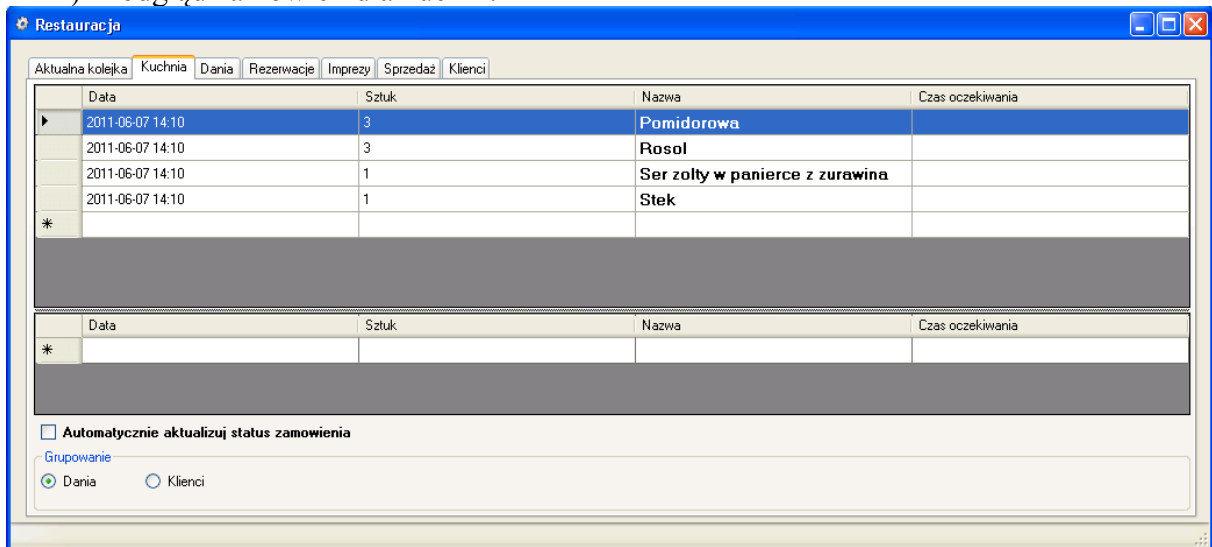 Restauracja
Aktualna kolejka Kuchnia Dania Rezerwacje Imprezy Sprzedaż Klienci
Data Sztuk Nazwa Czas oczekiwania
2011-06-07 14:10 3 Pomidorowa
2011-06-07 14:10 3 Rosol
2011-06-07 14:10 1 Ser zolty w panierce z zurawina
2011-06-07 14:10 1 Stek
Data Sztuk Nazwa Czas oczekiwania
Automatycznie aktualizuj status zamowienia
Grupowanie
Dania Klienci